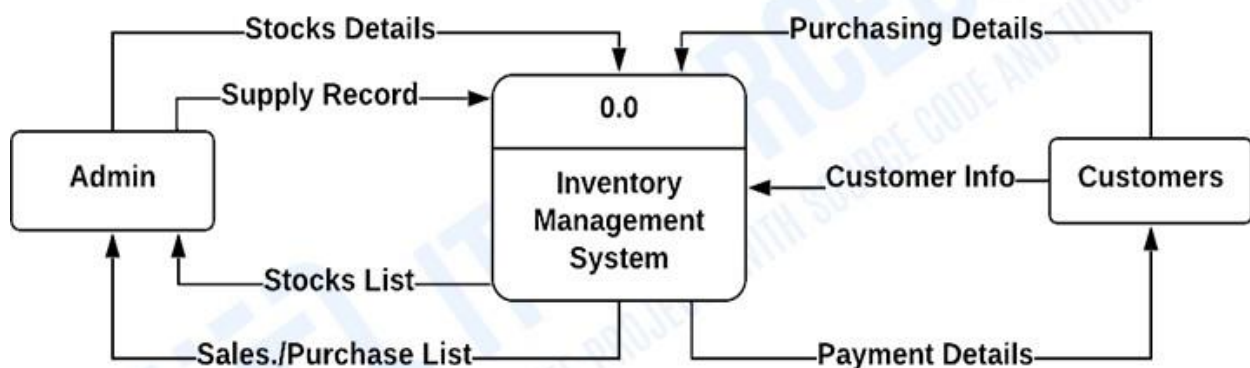 Stocks Details
Purchasing Details
Supply Record
0.0
Admin
Inventory
Management
System
Customer Info
Customers
Stocks List
Sales./Purchase List
Payment Details